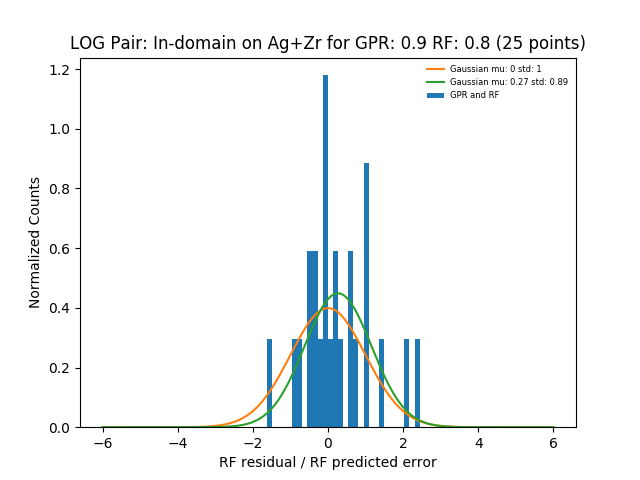 LOG Pair: In-domain on Ag+Zr for GPR: 0.9 RF: 0.8 (25 points)
Gaussian mu: 0 std: 1
Gaussian mu: 0.27 std: 0.89
GPR and RF
Normalized Counts
1.2
1.0
0.8
0.6
0.4
0.2
0.0
−6 −4 −2 0 2 4 6
RF residual / RF predicted error